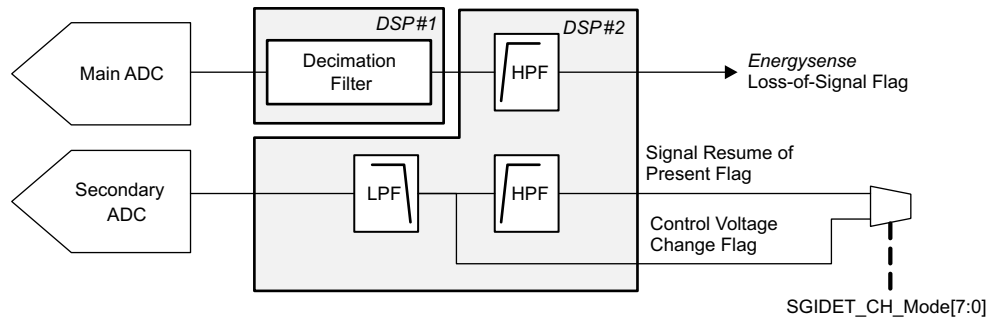 DSP#1
DSP#2
Main ADC
Decimation
Filter
HPF
Energysense
Loss-of-Signal Flag
Secondary
ADC
LPF
HPF
Signal Resume of
Present Flag
Control Voltage
Change Flag
SGIDET_CH_Mode[7:0]